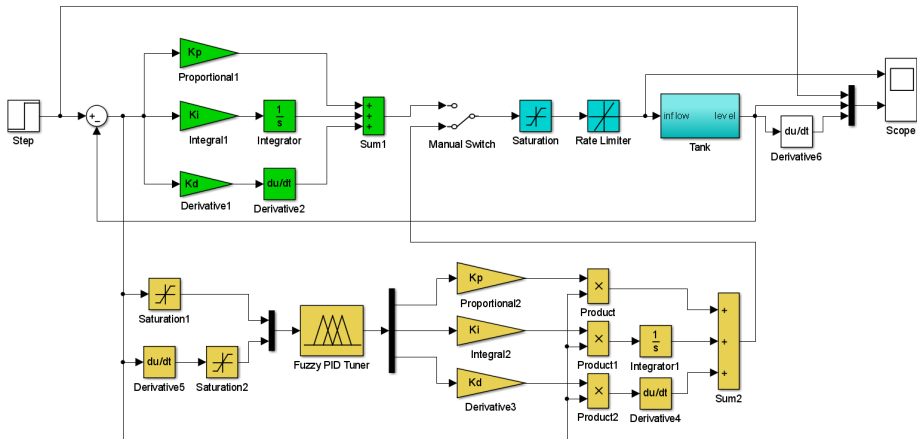 Step
+
−
Kp
Proportional1
Ki
Integral1
1
s
Integrator
Kd
Derivative1
du/dt
Derivative2
+
+
+
Sum1
Manual Switch
Saturation
Rate Limiter
inflow level
Tank
du/dt
Derivative6
Scope
Saturation1
du/dt
Derivative5
Saturation2
Fuzzy PID Tuner
Kp
Proportional2
Ki
Integral2
Kd
Derivative3
×
Product
×
Product1
×
Product2
1
s
Integrator1
du/dt
Derivative4
+
+
+
Sum2